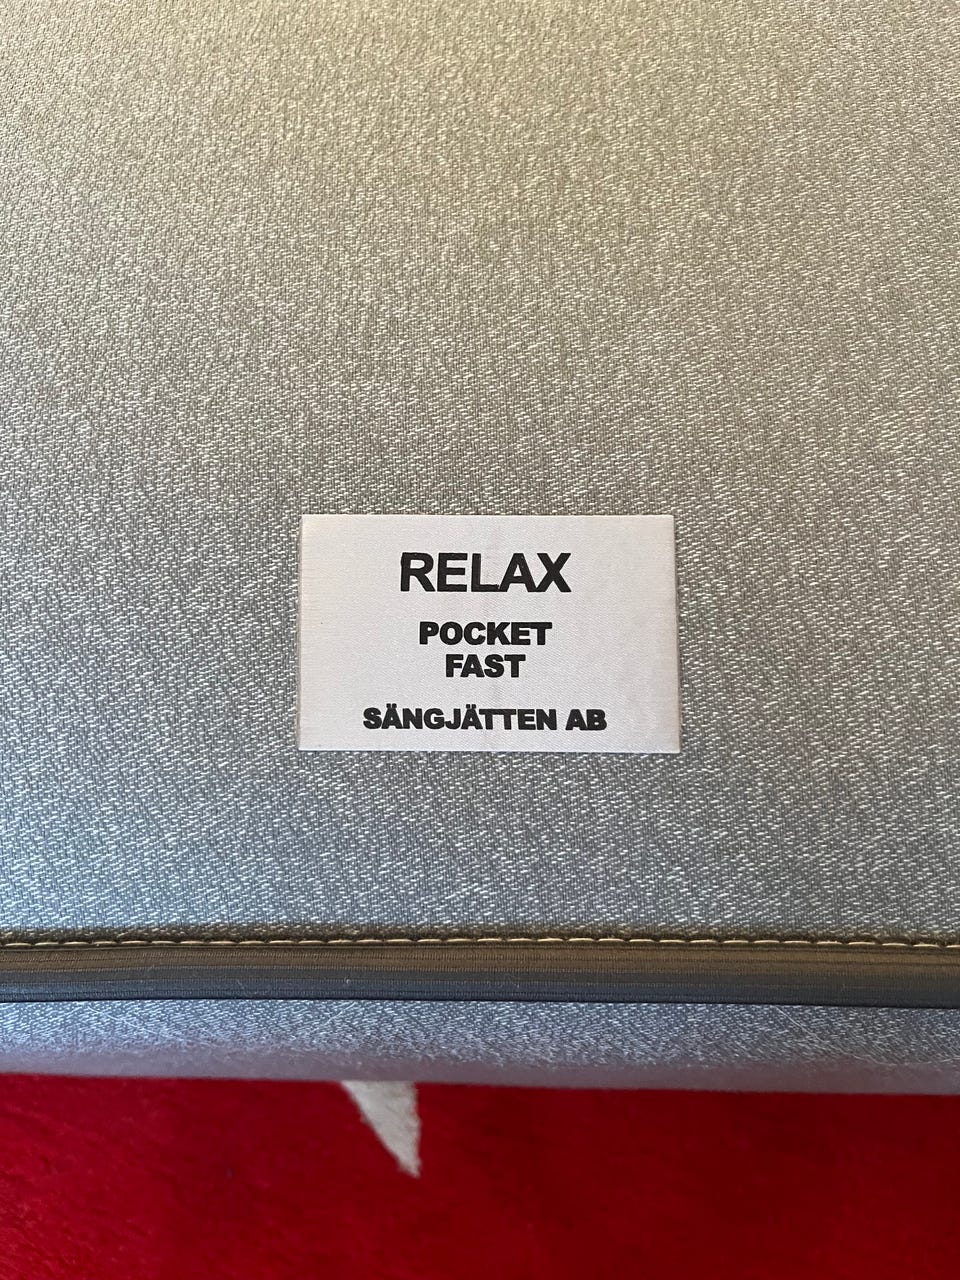 RELAX
POCKET
FAST
SÄNGJÄTTEN AB